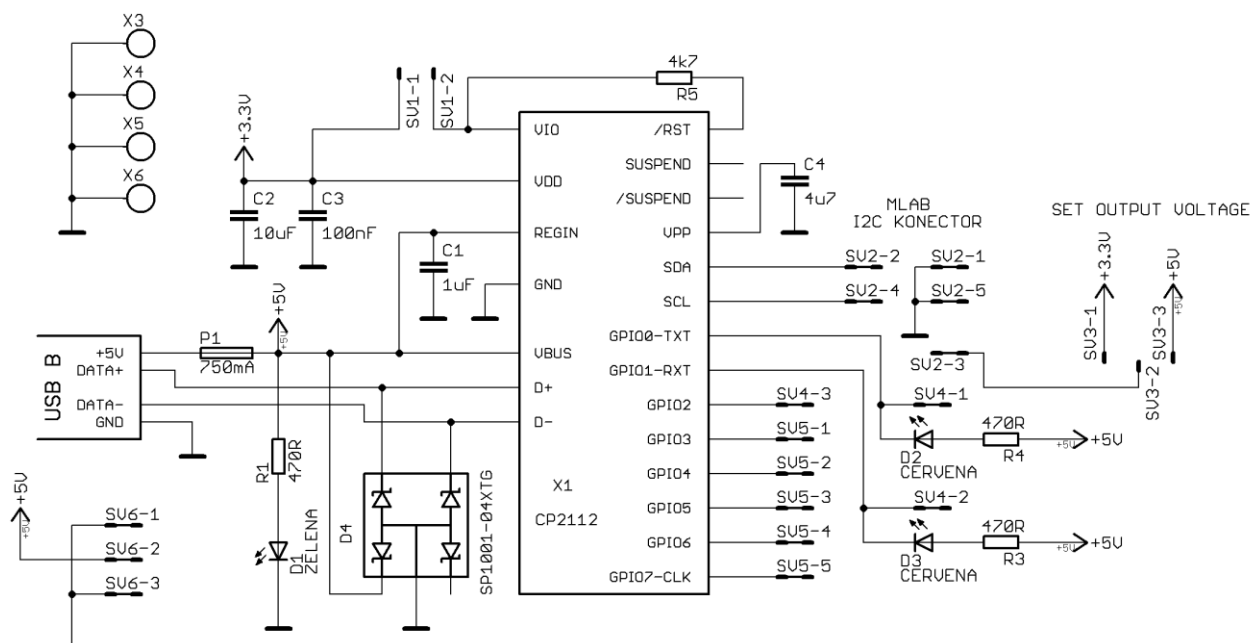 X3
X4
X5
X6
+3.3V
SV1-1
SV1-2
4k7
R5
VIO
/RST
VDD
SUSPEND
/SUSPEND
REGIN
VPP
GND
SDA
SCL
GPIO0-TXT
VBUS
GPIO1-RXT
D+
GPIO2
D-
GPIO3
GPIO4
X1
CP2112
GPIO5
GPIO6
GPIO7-CLK
C2
10uF
C3
100nF
C1
1uF
C4
4u7
MLAB
I2C KONECTOR
SV2-2
SV2-1
SV2-4
SV2-5
SV2-3
SET OUTPUT VOLTAGE
+3.3V
+5V
+5V
SV3-1
SV3-3
SV3-2
USB B
+5V
DATA+
DATA-
GND
P1
750mA
+5V
+5V
R1
470R
D1
ZELENA
D4
SP1001-04XTG
SV4-3
SV5-1
SV5-2
SV5-3
SV5-4
SV5-5
SV4-1
D2
CERVENA
470R
R4
+5V
+5V
SV4-2
D3
CERVENA
470R
R3
+5V
+5V
+5V
+5V
SV6-1
SV6-2
SV6-3